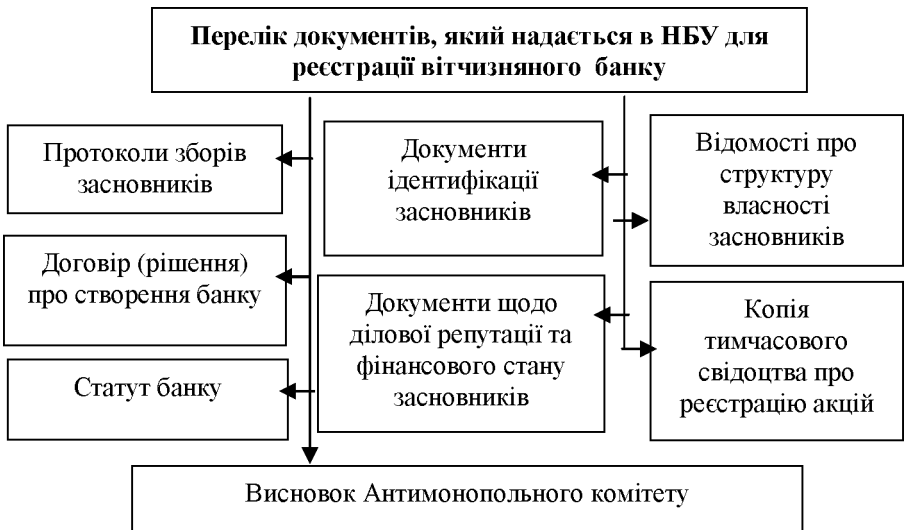 Перелік документів, який надається в НБУ для
реєстрації вітчизняного банку
Протоколи зборів
засновників
Документи
ідентифікації
засновників
Відомості про
структуру
власності
засновників
Договір (рішення)
про створення банку
Документи щодо
ділової репутації та
фінансового стану
засновників
Копія
тимчасового
свідоцтва про
реєстрацію акцій
Статут банку
Висновок Антимонопольного комітету